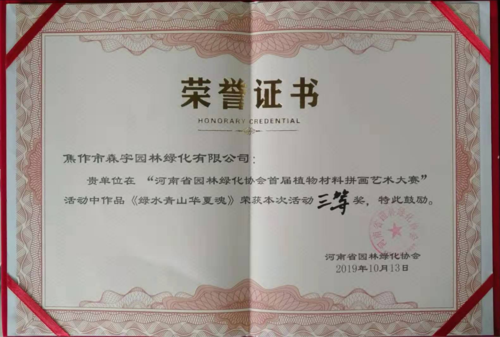 荣誉证书
HONORARY CREDENTIAL
焦作市森宇园林绿化有限公司:
贵单位在“河南省园林绿化协会首届植物材料拼画艺术大赛”
活动中作品《绿水青山华夏魂》荣获本次活动三等奖,特此鼓励。
河南省园林绿化协会
2019年10月13日